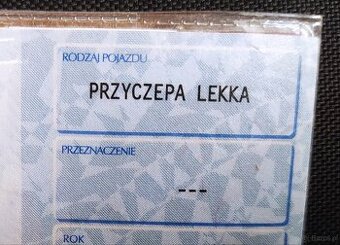 RODZAJ POJAZDU
PRZYCZEPA LEKKA
PRZEZNACZENIE
---
ROK